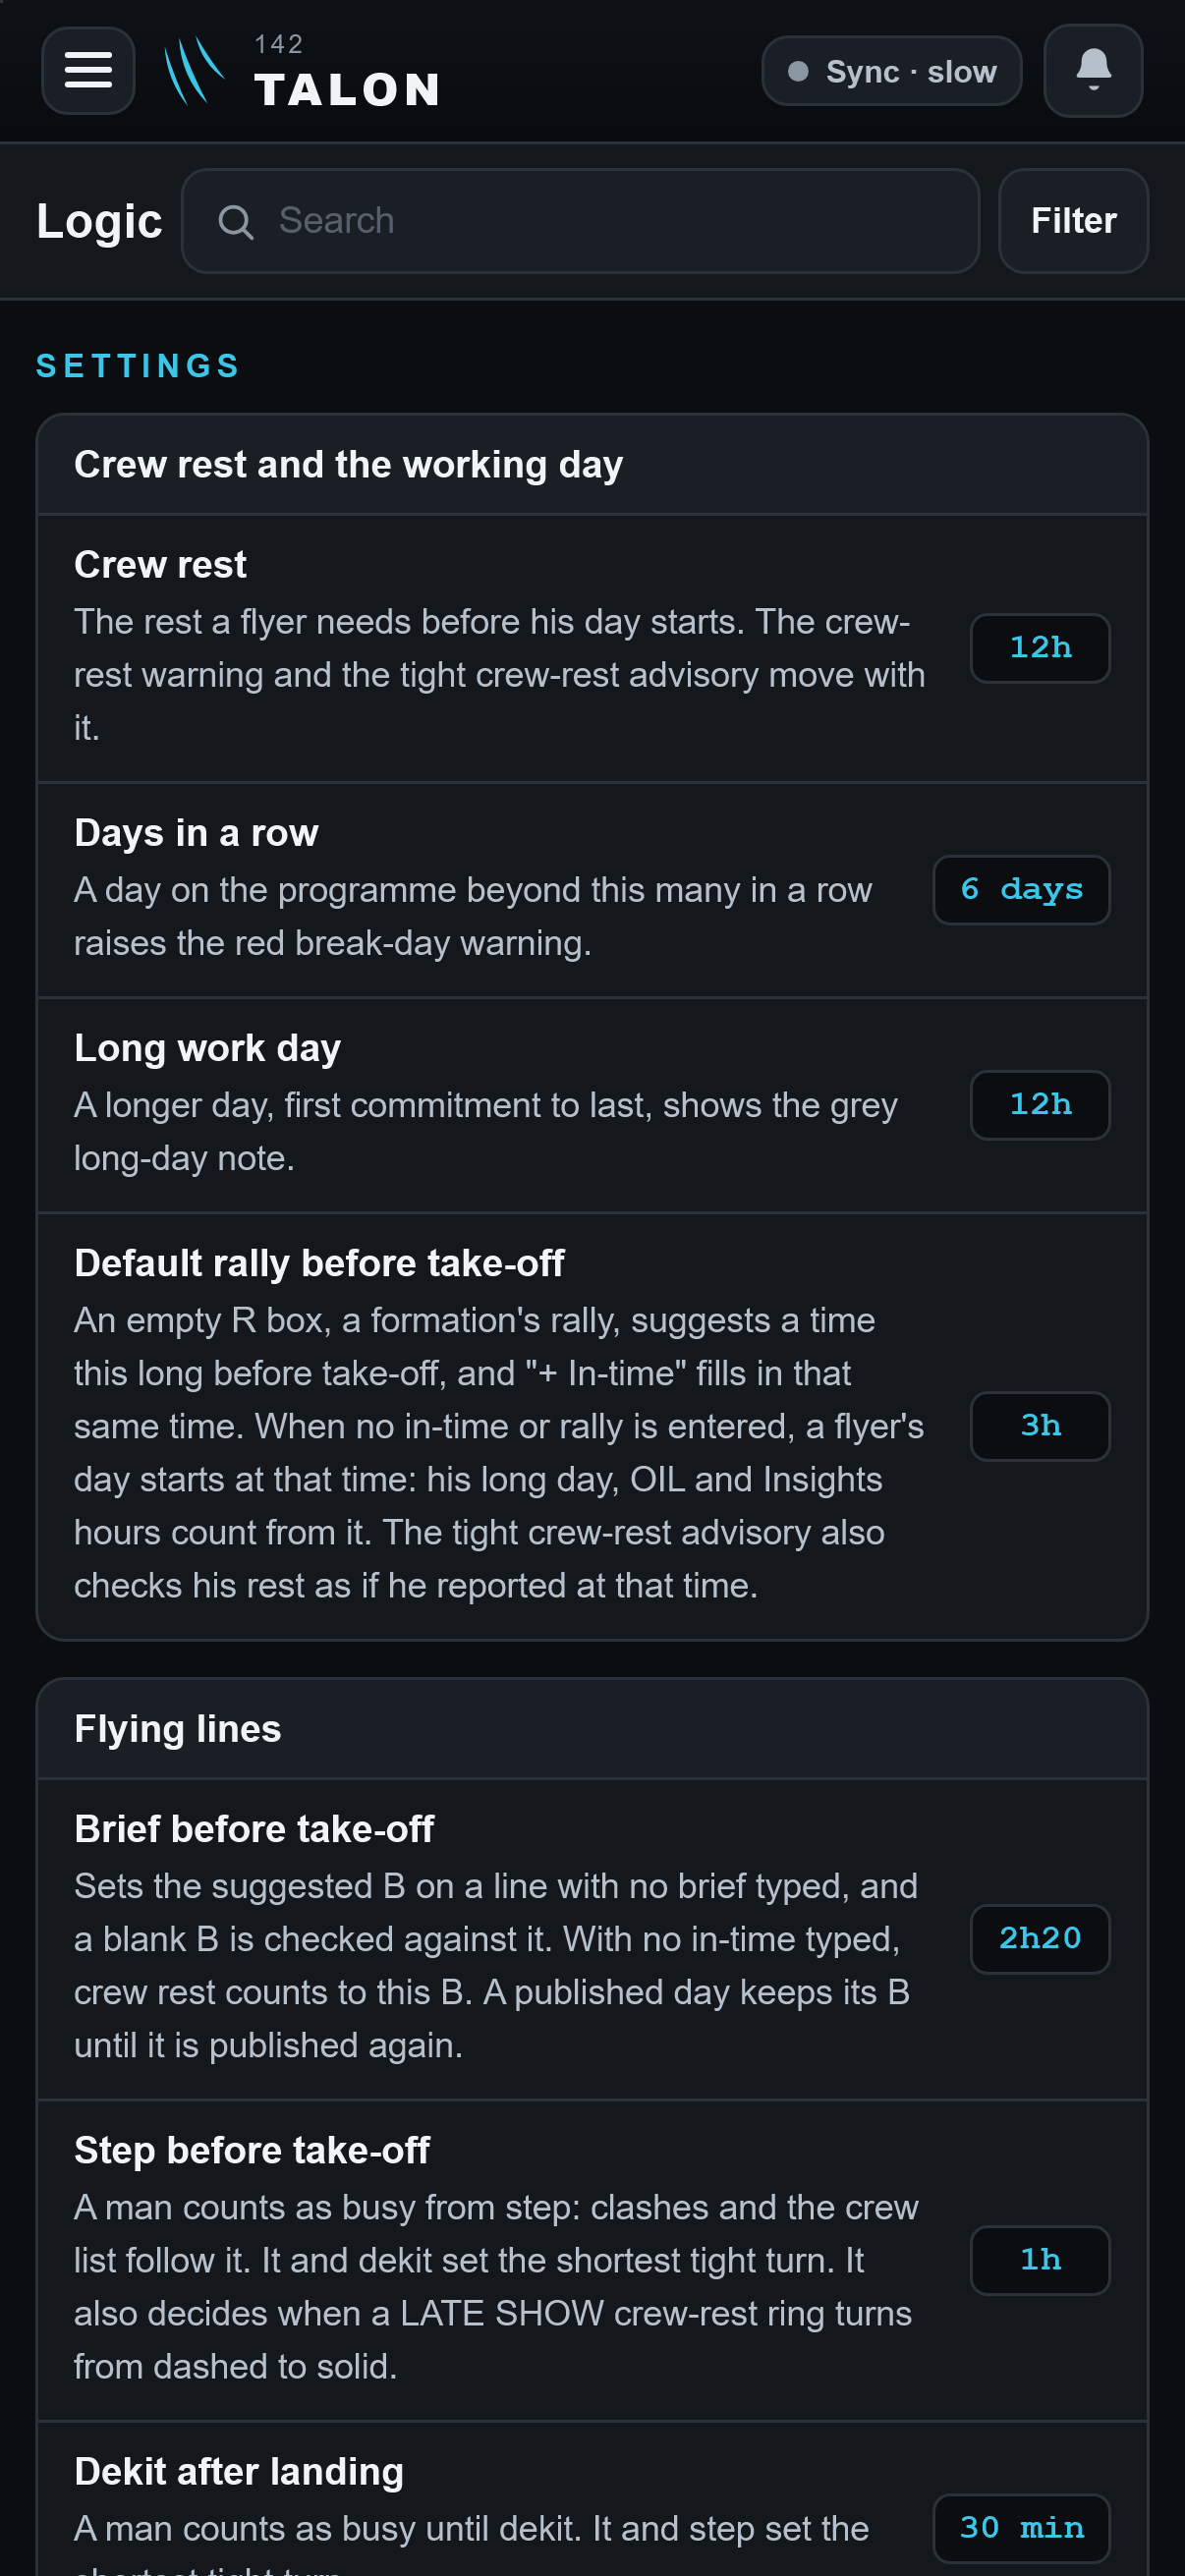 142
TALON
Sync · slow
Logic
Search
Filter
SETTINGS
Crew rest and the working day
Crew rest
The rest a flyer needs before his day starts. The crew-
rest warning and the tight crew-rest advisory move with
it.
12h
Days in a row
A day on the programme beyond this many in a row
raises the red break-day warning.
6 days
Long work day
A longer day, first commitment to last, shows the grey
long-day note.
12h
Default rally before take-off
An empty R box, a formation's rally, suggests a time
this long before take-off, and "+ In-time" fills in that
same time. When no in-time or rally is entered, a flyer's
day starts at that time: his long day, OIL and Insights
hours count from it. The tight crew-rest advisory also
checks his rest as if he reported at that time.
3h
Flying lines
Brief before take-off
Sets the suggested B on a line with no brief typed, and
a blank B is checked against it. With no in-time typed,
crew rest counts to this B. A published day keeps its B
until it is published again.
2h20
Step before take-off
A man counts as busy from step: clashes and the crew
list follow it. It and dekit set the shortest tight turn. It
also decides when a LATE SHOW crew-rest ring turns
from dashed to solid.
1h
Dekit after landing
A man counts as busy until dekit. It and step set the
30 min